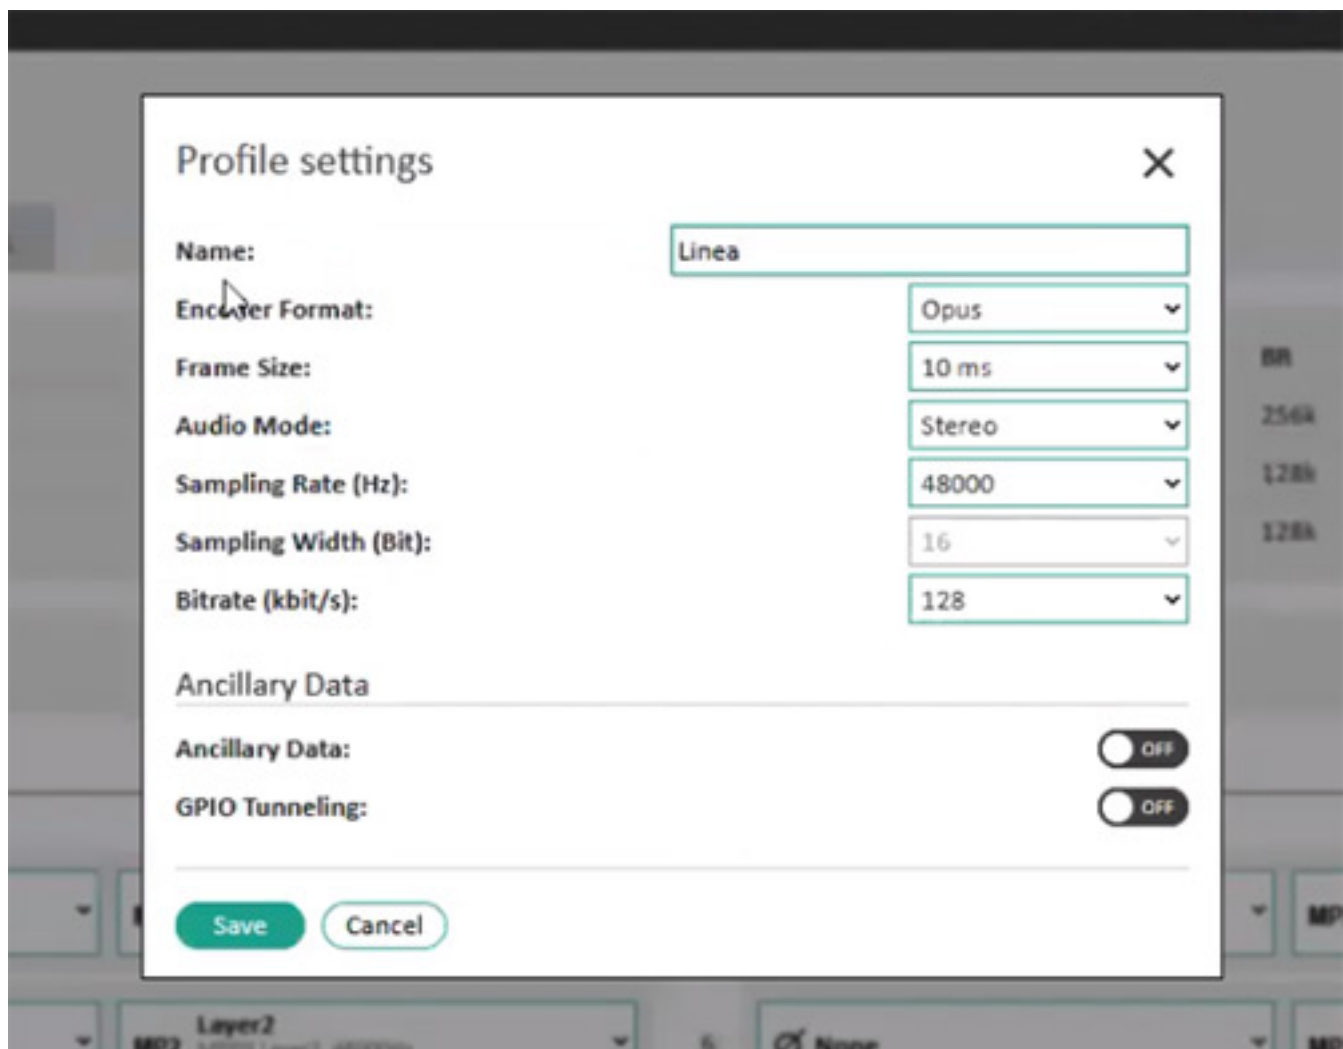 Profile settings
Name: Linea
Encoder Format: Opus
Frame Size: 10 ms
BR
Audio Mode: Stereo
256k
Sampling Rate (Hz): 48000
128k
Sampling Width (Bit): 16
128k
Bitrate (kbit/s): 128
Ancillary Data
Ancillary Data: OFF
GPIO Tunneling: OFF
Save Cancel
Layer2
None